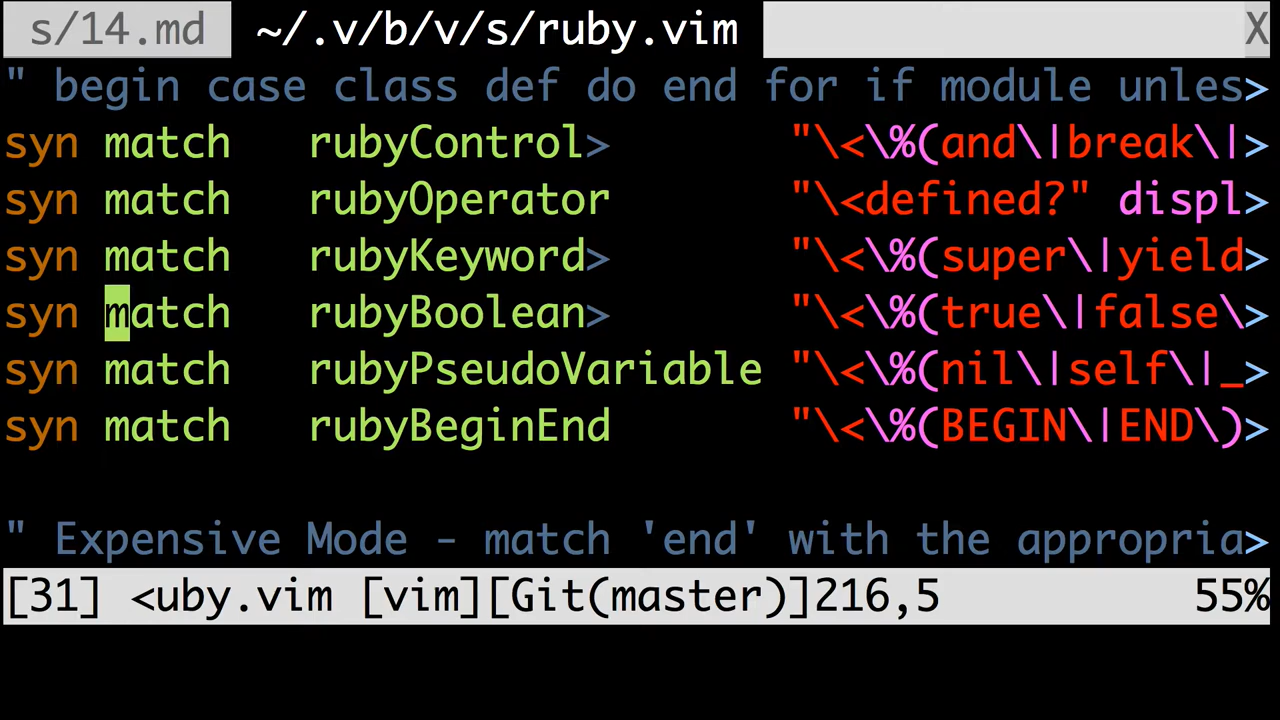 s/14.md ~/.v/b/v/s/ruby.vim X
" begin case class def do end for if module unles>
syn match rubyControl> "\<\%(and\|break\|>
syn match rubyOperator "\<defined?" displ>
syn match rubyKeyword> "\<\%(super\|yield>
syn match rubyBoolean> "\<\%(true\|false\>
syn match rubyPseudoVariable "\<\%(nil\|self\|_>
syn match rubyBeginEnd "\<\%(BEGIN\|END\)>
" Expensive Mode - match 'end' with the appropria>
[31] <uby.vim [vim][Git(master)]216,5 55%